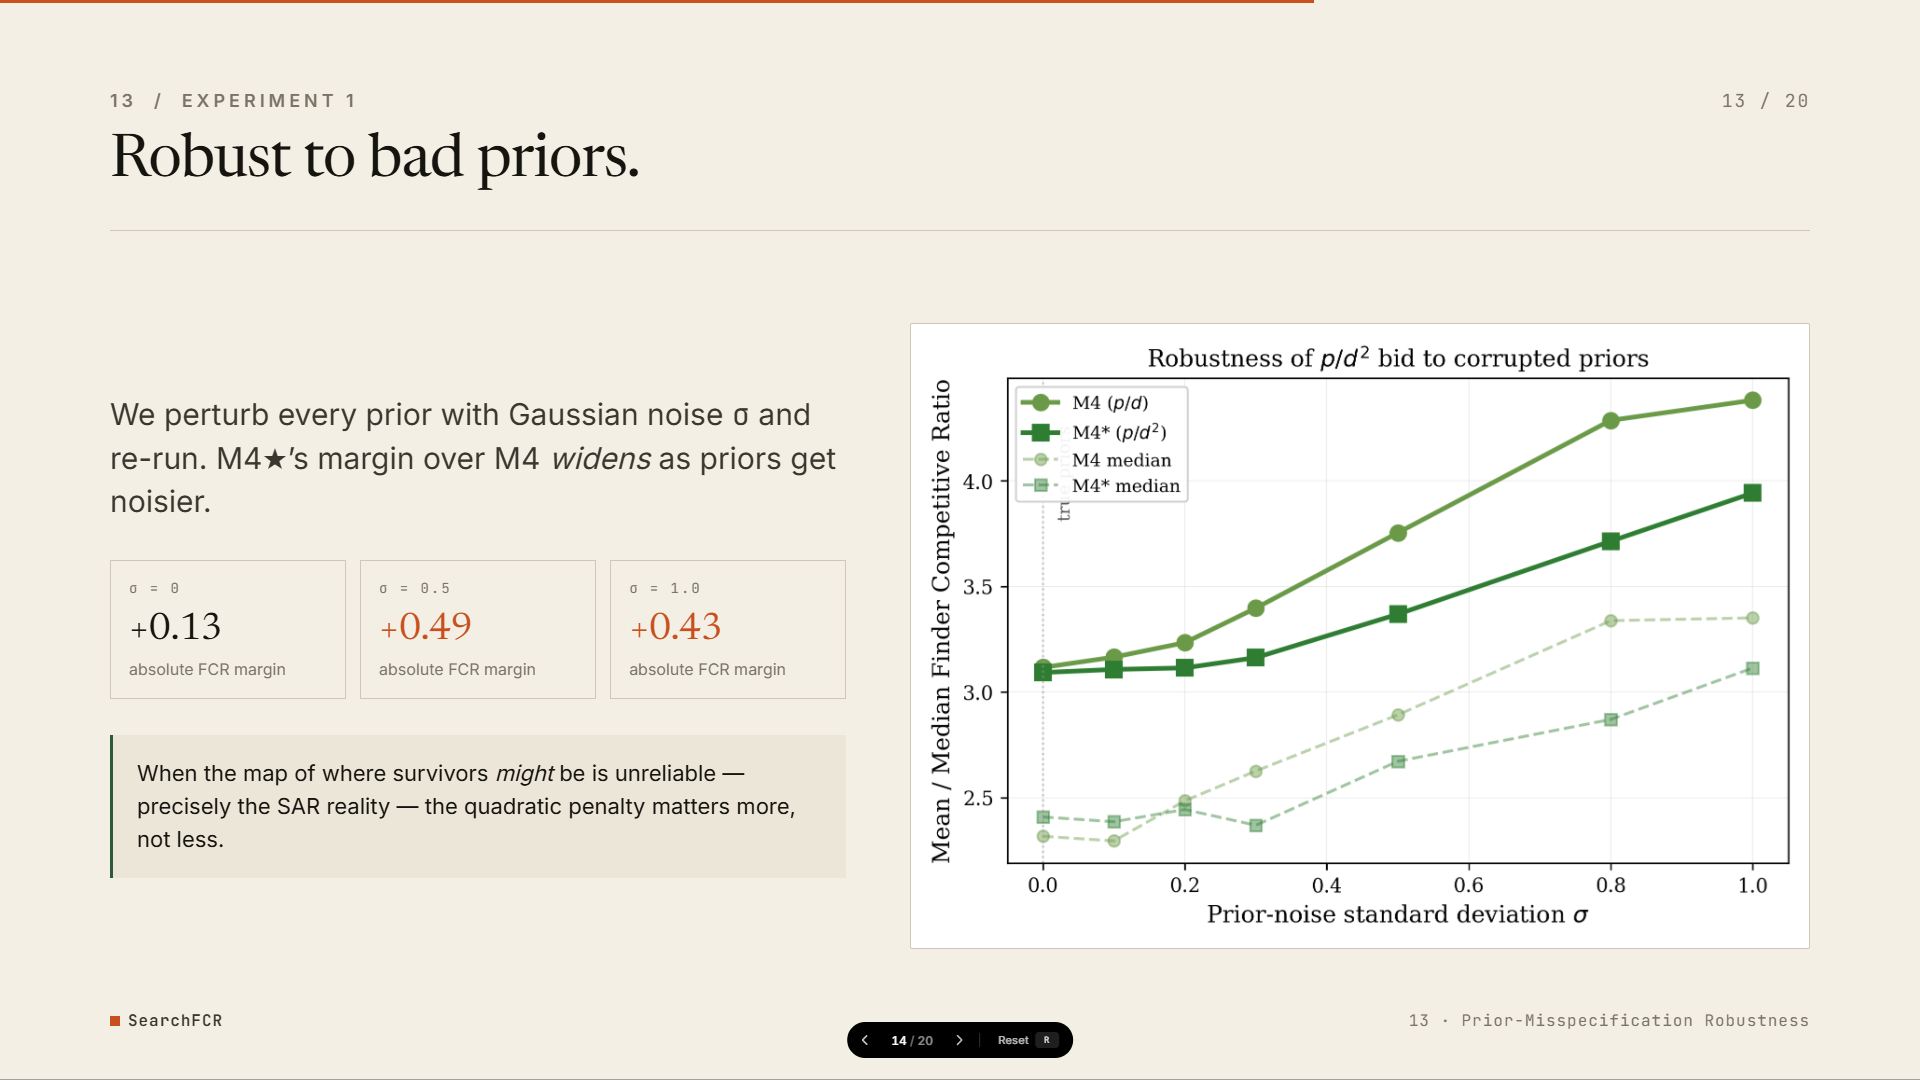 13 / EXPERIMENT 1
13 / 20
Robust to bad priors.
We perturb every prior with Gaussian noise σ and
re-run. M4★’s margin over M4 widens as priors get
noisier.
σ = 0
+0.13
absolute FCR margin
σ = 0.5
+0.49
absolute FCR margin
σ = 1.0
+0.43
absolute FCR margin
When the map of where survivors might be is unreliable —
precisely the SAR reality — the quadratic penalty matters more,
not less.
Robustness of p/d² bid to corrupted priors
Mean / Median Finder Competitive Ratio
M4 (p/d)
M4* (p/d²)
M4 median
M4* median
4.0
3.5
3.0
2.5
0.0 0.2 0.4 0.6 0.8 1.0
Prior-noise standard deviation σ
SearchFCR
14 / 20 Reset R
13 · Prior-Misspecification Robustness